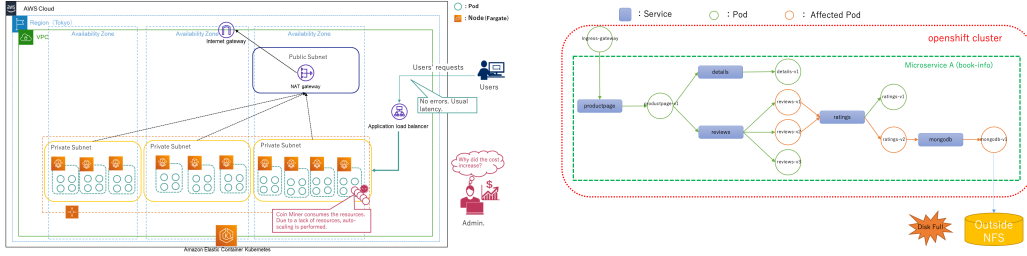 aws
AWS Cloud
Region（Tokyo）
VPC
Availability Zone
Availability Zone
Availability Zone
Internet gateway
Public Subnet
NAT gateway
: Pod
: Node(Fargate)
Users' requests
Users
No errors. Usual
latency.
Application load balancer
Private Subnet
Private Subnet
Private Subnet
Why did the cost
increase?
Admin.
Coin Miner consumes the resources.
Due to a lack of resources, auto-
scaling is performed.
Amazon Elastic Container Kubernetes
: Service
: Pod
: Affected Pod
ingress-gateway
openshift cluster
Microservice A (book-info)
productpage
productpage-v1
details
details-v1
reviews
reviews-v1
reviews-v2
reviews-v3
ratings
ratings-v1
ratings-v2
mongodb
mongodb-v1
Disk Full
Outside
NFS